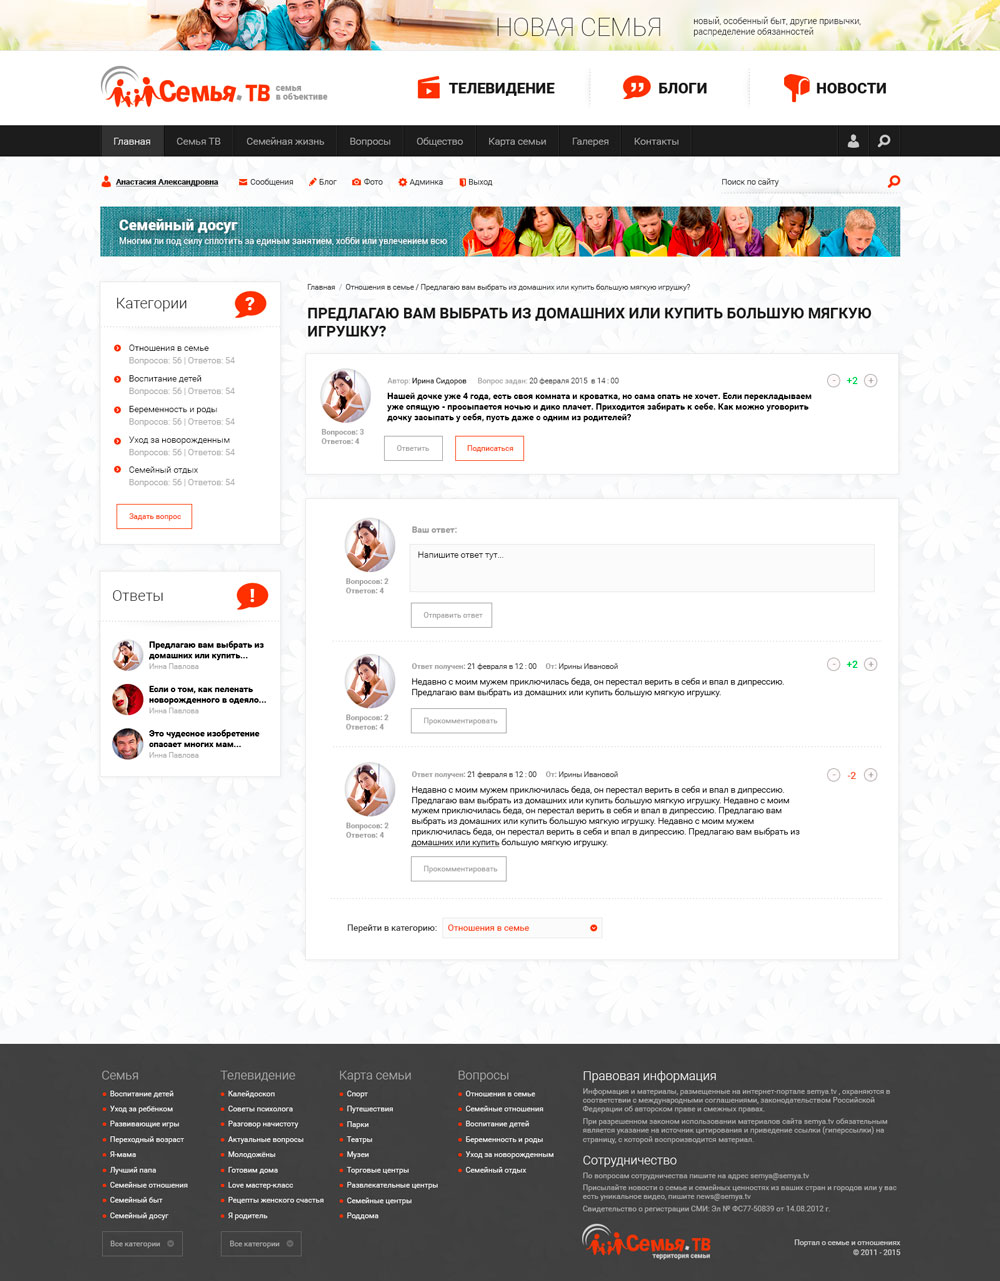 НОВАЯ СЕМЬЯ
новый, особенный быт, другие привычки,
распределение обязанностей
Семья.ТВ
семья
в объективе
ТЕЛЕВИДЕНИЕ
БЛОГИ
НОВОСТИ
Главная Семья ТВ Семейная жизнь Вопросы Общество Карта семьи Галерея Контакты
Анастасия Александровна Сообщения Блог Фото Админка Выход
Поиск по сайту
Семейный досуг
Многим ли под силу сплотить за единым занятием, хобби или увлечением всю
Категории
?
Отношения в семье
Вопросов: 56 | Ответов: 54
Воспитание детей
Вопросов: 56 | Ответов: 54
Беременность и роды
Вопросов: 56 | Ответов: 54
Уход за новорожденным
Вопросов: 56 | Ответов: 54
Семейный отдых
Вопросов: 56 | Ответов: 54
Задать вопрос
Ответы
!
Предлагаю вам выбрать из
домашних или купить...
Инна Павлова
Если о том, как пеленать
новорожденного в одеяло...
Инна Павлова
Это чудесное изобретение
спасает многих мам...
Инна Павлова
Главная / Отношения в семье / Предлагаю вам выбрать из домашних или купить большую мягкую игрушку?
ПРЕДЛАГАЮ ВАМ ВЫБРАТЬ ИЗ ДОМАШНИХ ИЛИ КУПИТЬ БОЛЬШУЮ МЯГКУЮ
ИГРУШКУ?
Автор: Ирина Сидоров Вопрос задан: 20 февраля 2015 в 14 : 00
- +2 +
Нашей дочке уже 4 года, есть своя комната и кроватка, но сама спать не хочет. Если перекладываем
уже спящую - просыпается ночью и дико плачет. Приходится забирать к себе. Как можно уговорить
дочку засыпать у себя, пусть даже с одним из родителей?
Вопросов: 3
Ответов: 4
Ответить
Подписаться
Ваш ответ:
Напишите ответ тут...
Вопросов: 2
Ответов: 4
Отправить ответ
Ответ получен: 21 февраля в 12 : 00 От: Ирины Ивановой
- +2 +
Недавно с моим мужем приключилась беда, он перестал верить в себя и впал в дипрессию.
Предлагаю вам выбрать из домашних или купить большую мягкую игрушку.
Вопросов: 2
Ответов: 4
Прокомментировать
Ответ получен: 21 февраля в 12 : 00 От: Ирины Ивановой
- -2 +
Недавно с моим мужем приключилась беда, он перестал верить в себя и впал в дипрессию.
Предлагаю вам выбрать из домашних или купить большую мягкую игрушку. Недавно с моим
мужем приключилась беда, он перестал верить в себя и впал в дипрессию. Предлагаю вам
выбрать из домашних или купить большую мягкую игрушку. Недавно с моим мужем
приключилась беда, он перестал верить в себя и впал в дипрессию. Предлагаю вам выбрать из
домашних или купить большую мягкую игрушку.
Вопросов: 2
Ответов: 4
Прокомментировать
Перейти в категорию: Отношения в семье
Семья
Воспитание детей
Уход за ребёнком
Развивающие игры
Переходный возраст
Я-мама
Лучший папа
Семейные отношения
Семейный быт
Семейный досуг
Все категории
Телевидение
Калейдоскоп
Советы психолога
Разговор начистоту
Актуальные вопросы
Молодожёны
Готовим дома
Love мастер-класс
Рецепты женского счастья
Я родитель
Все категории
Карта семьи
Спорт
Путешествия
Парки
Театры
Музеи
Торговые центры
Развлекательные центры
Семейные центры
Роддома
Вопросы
Отношения в семье
Семейные отношения
Воспитание детей
Беременность и роды
Уход за новорожденным
Семейный отдых
Правовая информация
Информация и материалы, размещенные на интернет-портале semya.tv , охраняются в
соответствии с международными соглашениями, законодательством Российской
Федерации об авторском праве и смежных правах.
При разрешенном законом использовании материалов сайта semya.tv обязательным
является указание на источник цитирования и приведение ссылки (гиперссылки) на
страницу, с которой воспроизводится материал.
Сотрудничество
По вопросам сотрудничества пишите на адрес semya@semya.tv
Присылайте новости о семье и семейных ценностях из ваших стран и городов или у вас
есть уникальное видео, пишите news@semya.tv
Свидетельство о регистрации СМИ: Эл № ФС77-50839 от 14.08.2012 г.
Семья.ТВ
территория семьи
Портал о семье и отношениях
© 2011 - 2015